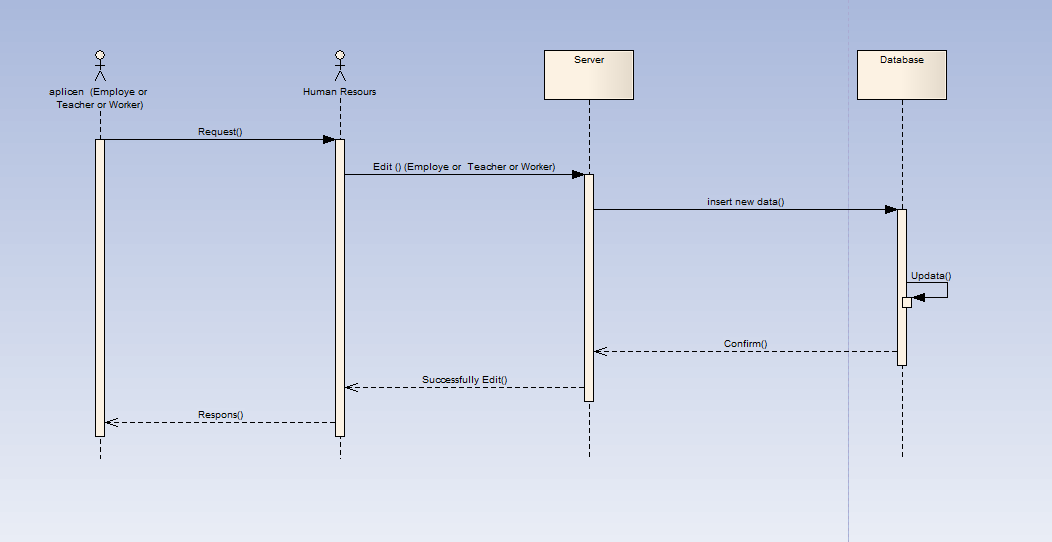 Server
Database
aplicen (Employe or
Teacher or Worker)
Human Resours
Request()
Edit () (Employe or Teacher or Worker)
insert new data()
Updata()
Confirm()
Successfully Edit()
Respons()